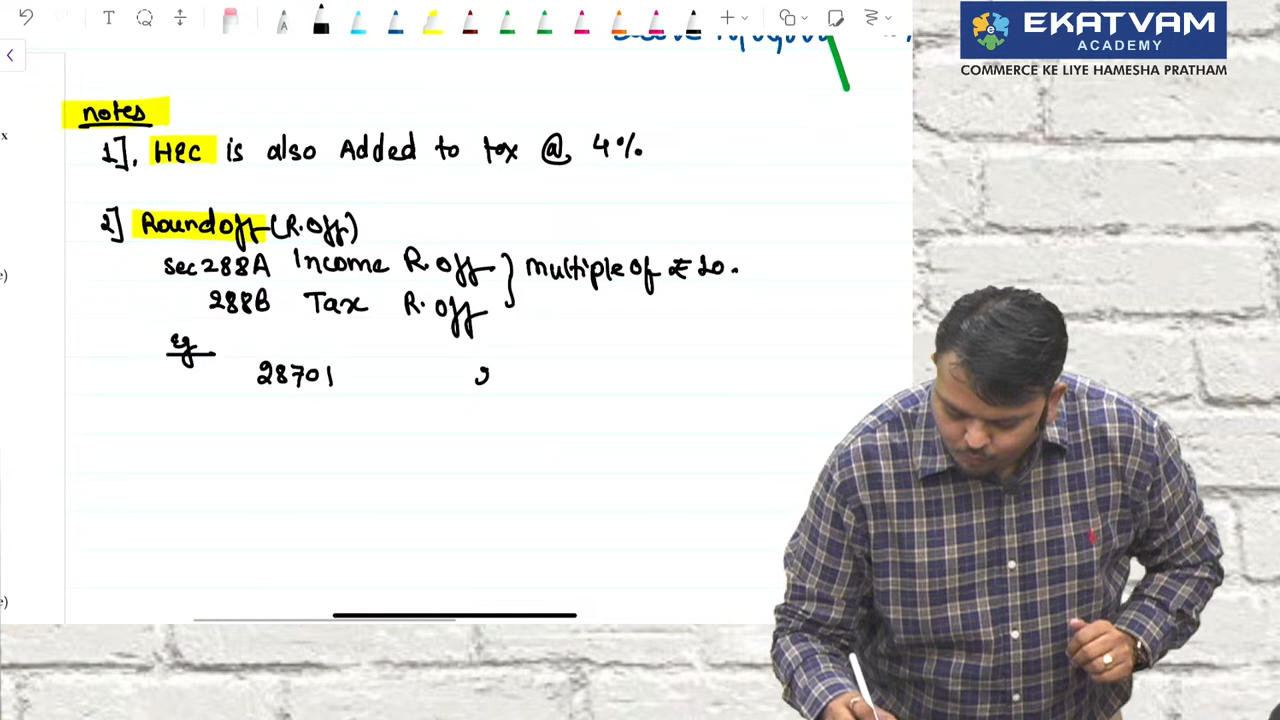 EKATVAM
ACADEMY
COMMERCE KE LIYE HAMESHA PRATHAM
notes
1]. HEC is also Added to tax @ 4%
2] Roundoff (R.off)
sec 288A Income R.off } multiple of ₹ 10.
288B Tax R.off
eg
28701